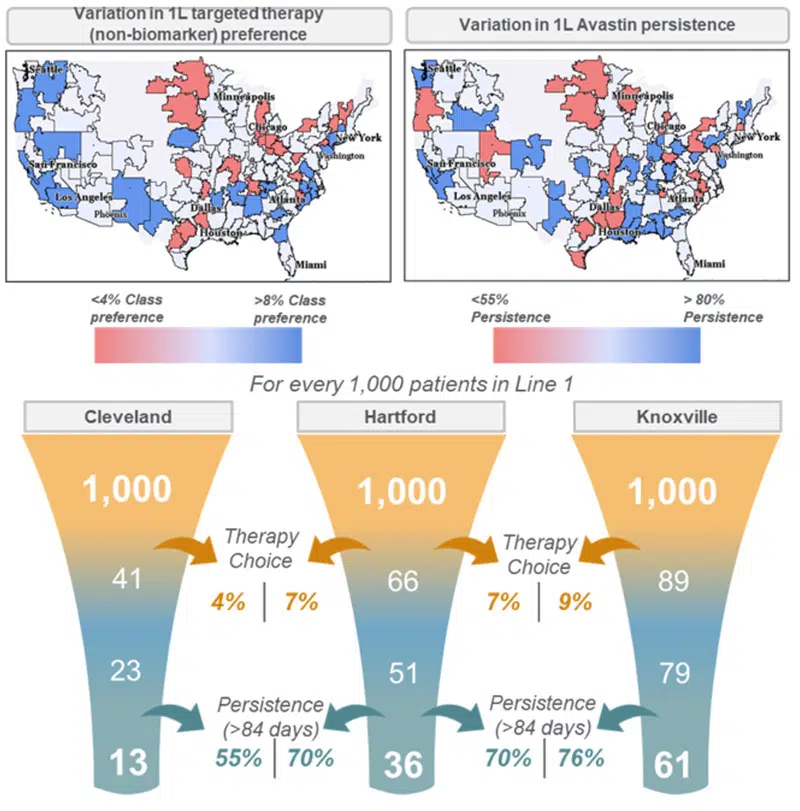 Variation in 1L targeted therapy
(non-biomarker) preference
Variation in 1L Avastin persistence
Seattle
Minneapolis
Chicago
New York
Washington
San Francisco
Los Angeles
Phoenix
Dallas
Atlanta
Houston
Miami
Seattle
Minneapolis
Chicago
New York
Washington
San Francisco
Los Angeles
Phoenix
Dallas
Atlanta
Houston
Miami
<4% Class
preference
>8% Class
preference
<55%
Persistence
> 80%
Persistence
For every 1,000 patients in Line 1
Cleveland
Hartford
Knoxville
1,000
1,000
1,000
Therapy
Choice
Therapy
Choice
41
66
89
4% | 7%
7% | 9%
23
51
79
Persistence
(>84 days)
Persistence
(>84 days)
55% | 70%
70% | 76%
13
36
61